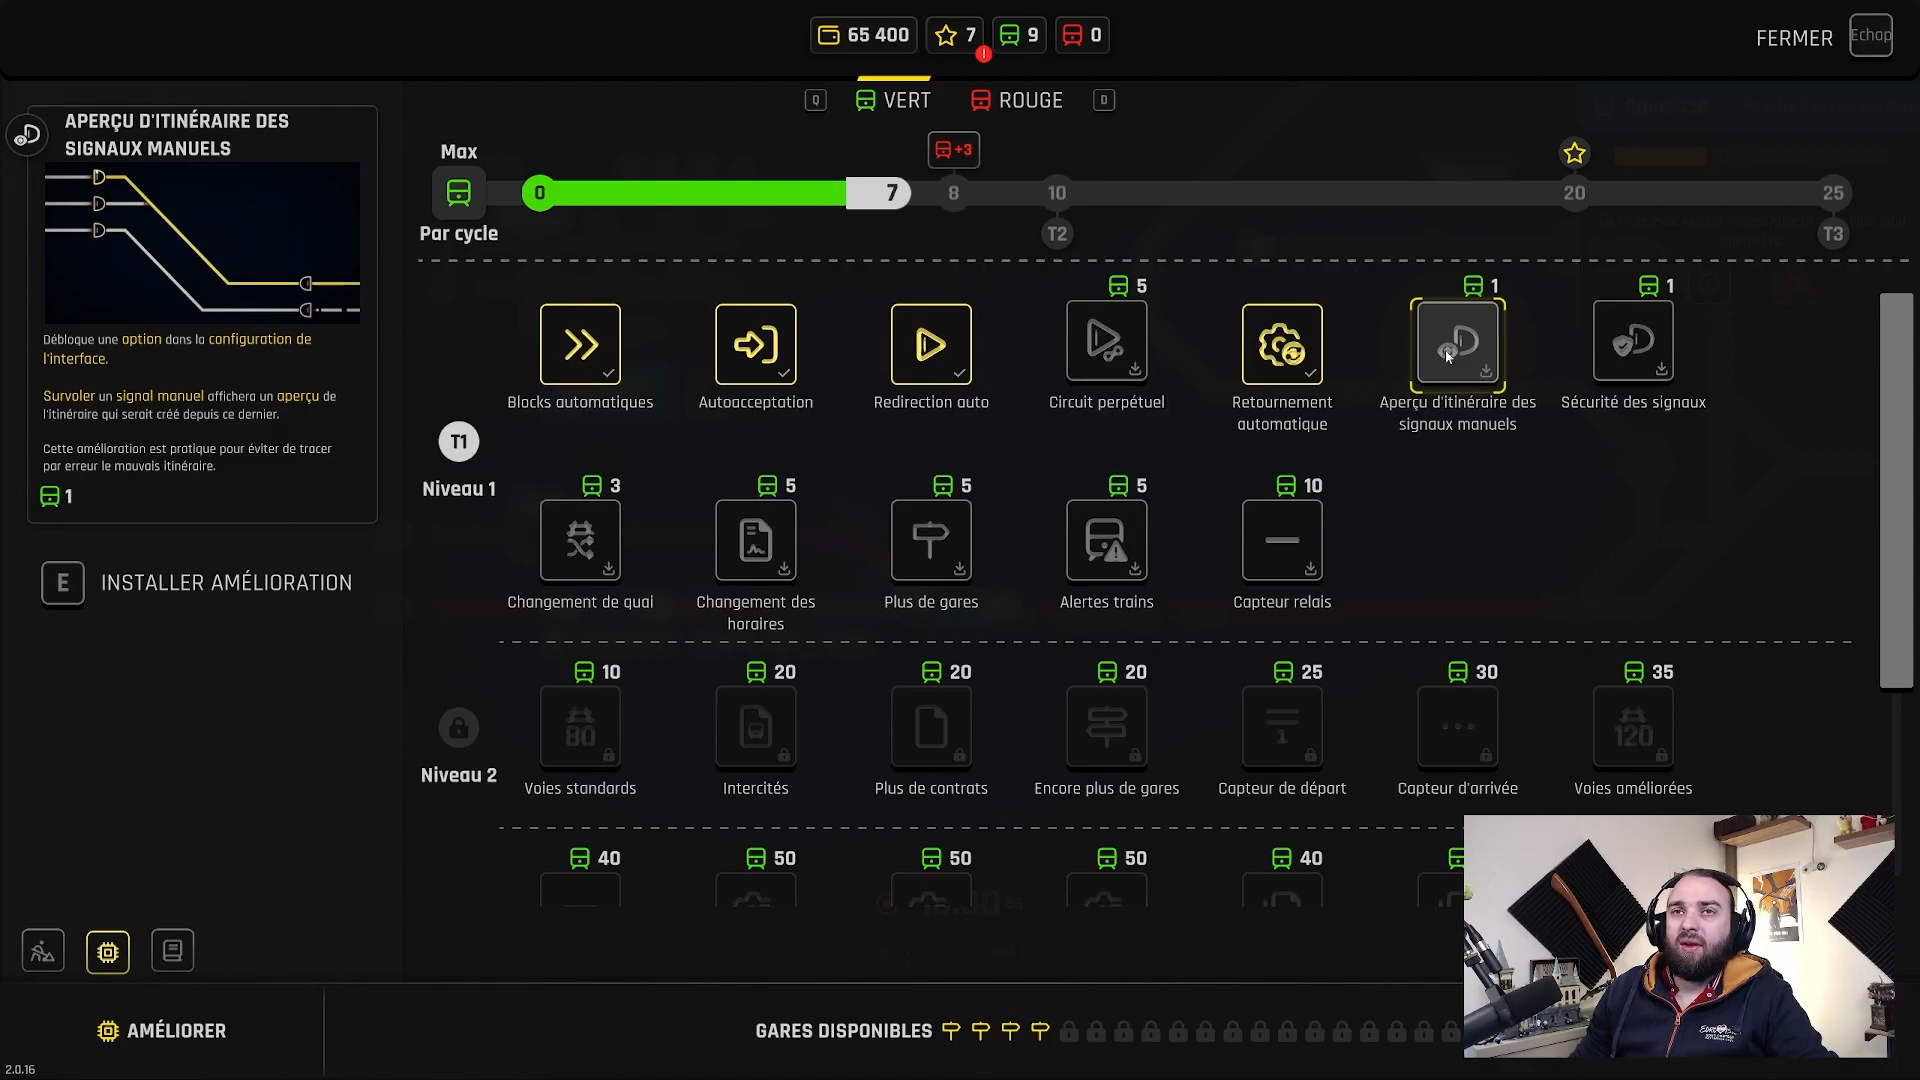 65 400
7
!
9
0
FERMER
Echap
Q
VERT
ROUGE
D
APERÇU D'ITINÉRAIRE DES
SIGNAUX MANUELS
Débloque une option dans la configuration de
l'interface.
Survoler un signal manuel affichera un aperçu de
l'itinéraire qui serait créé depuis ce dernier.
Cette amélioration est pratique pour éviter de tracer
par erreur le mauvais itinéraire.
1
E
INSTALLER AMÉLIORATION
Max
Par cycle
+3
0
7
8
10
20
25
T2
T3
T1
Niveau 1
5
1
1
Blocks automatiques
Autoacceptation
Redirection auto
Circuit perpétuel
Retournement
automatique
Aperçu d'itinéraire des
signaux manuels
Sécurité des signaux
3
5
5
5
10
Changement de quai
Changement des
horaires
Plus de gares
Alertes trains
Capteur relais
Niveau 2
10
20
20
20
25
30
35
80
1
120
Voies standards
Intercités
Plus de contrats
Encore plus de gares
Capteur de départ
Capteur d'arrivée
Voies améliorées
40
50
50
50
40
AMÉLIORER
GARES DISPONIBLES
2.0.16